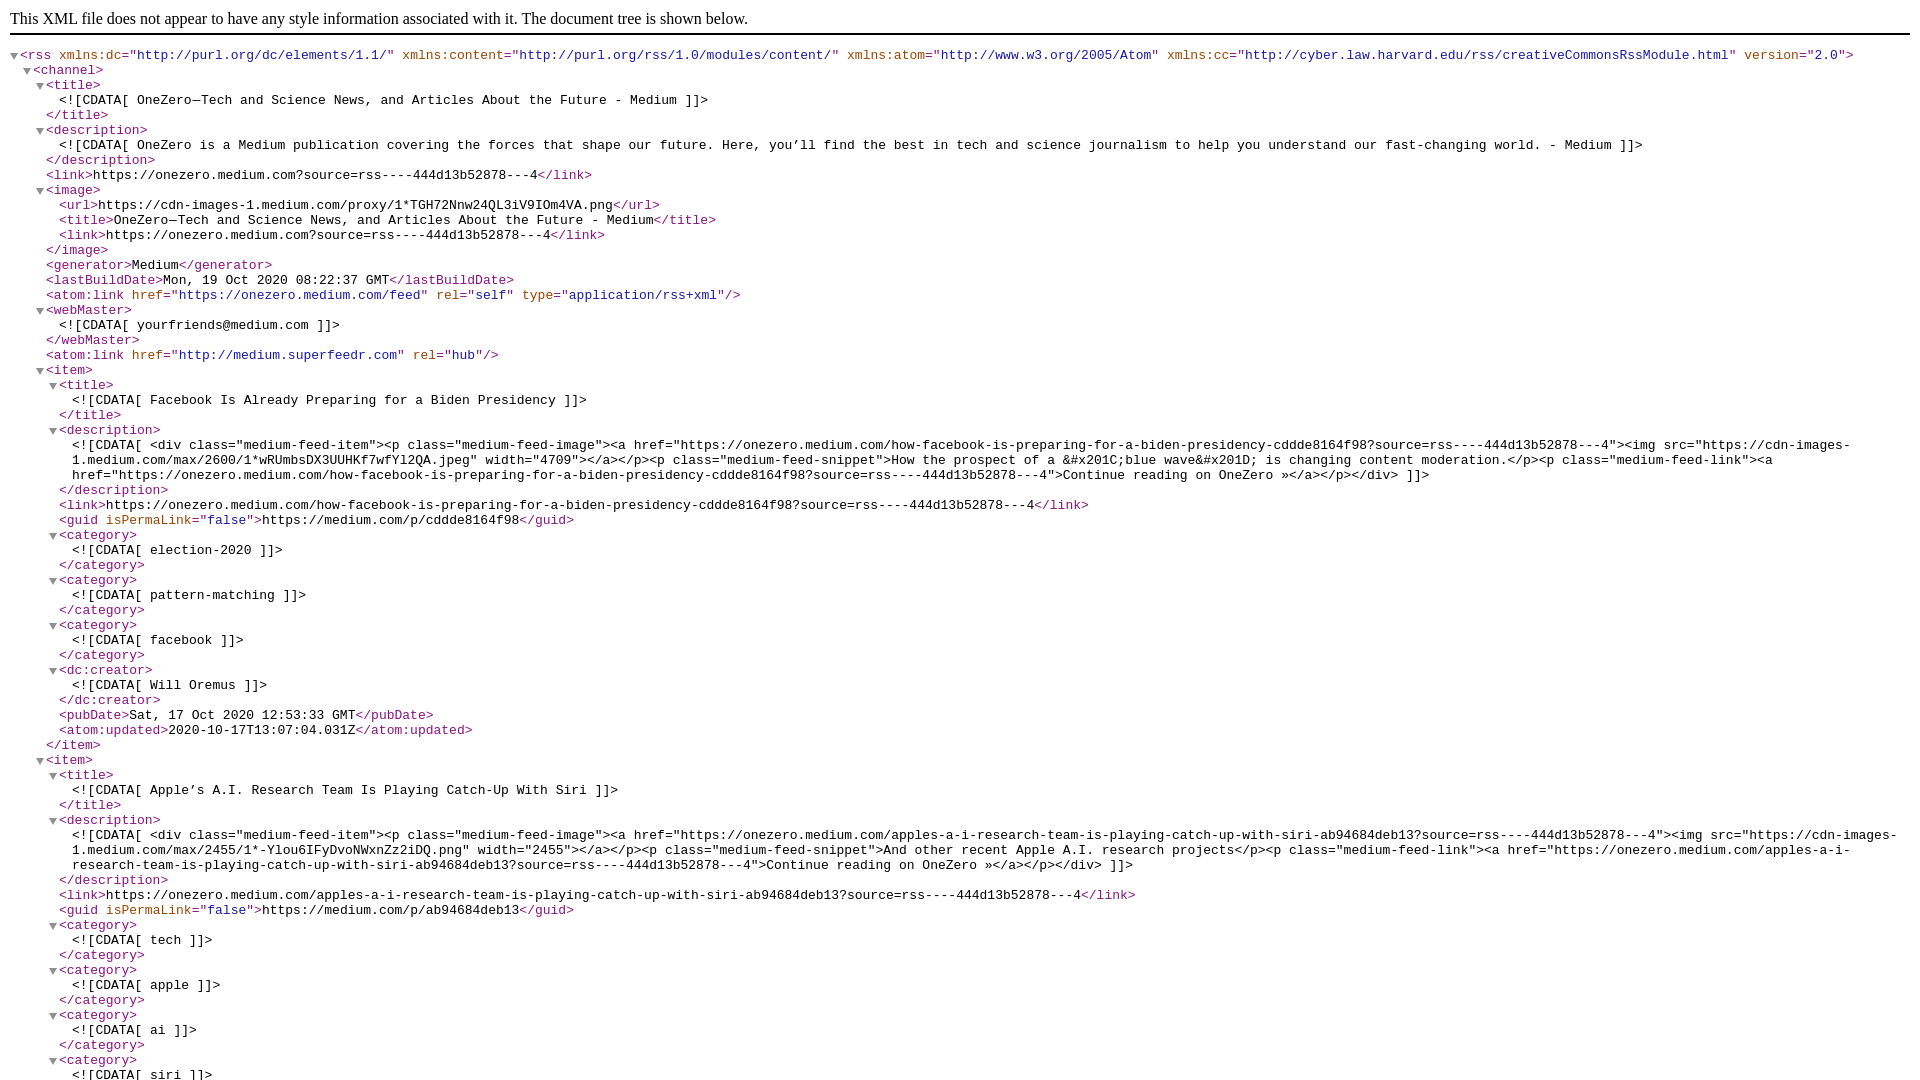 This XML file does not appear to have any style information associated with it. The document tree is shown below.
<rss xmlns:dc="http://purl.org/dc/elements/1.1/" xmlns:content="http://purl.org/rss/1.0/modules/content/" xmlns:atom="http://www.w3.org/2005/Atom" xmlns:cc="http://cyber.law.harvard.edu/rss/creativeCommonsRssModule.html" version="2.0">
<channel>
<title>
<![CDATA[ OneZero—Tech and Science News, and Articles About the Future - Medium ]]>
</title>
<description>
<![CDATA[ OneZero is a Medium publication covering the forces that shape our future. Here, you’ll find the best in tech and science journalism to help you understand our fast-changing world. - Medium ]]>
</description>
<link>https://onezero.medium.com?source=rss----444d13b52878---4</link>
<image>
<url>https://cdn-images-1.medium.com/proxy/1*TGH72Nnw24QL3iV9IOm4VA.png</url>
<title>OneZero—Tech and Science News, and Articles About the Future - Medium</title>
<link>https://onezero.medium.com?source=rss----444d13b52878---4</link>
</image>
<generator>Medium</generator>
<lastBuildDate>Mon, 19 Oct 2020 08:22:37 GMT</lastBuildDate>
<atom:link href="https://onezero.medium.com/feed" rel="self" type="application/rss+xml"/>
<webMaster>
<![CDATA[ yourfriends@medium.com ]]>
</webMaster>
<atom:link href="http://medium.superfeedr.com" rel="hub"/>
<item>
<title>
<![CDATA[ Facebook Is Already Preparing for a Biden Presidency ]]>
</title>
<description>
<![CDATA[ <div class="medium-feed-item"><p class="medium-feed-image"><a href="https://onezero.medium.com/how-facebook-is-preparing-for-a-biden-presidency-cddde8164f98?source=rss----444d13b52878---4"><img src="https://cdn-images-
1.medium.com/max/2600/1*wRUmbsDX3UUHKf7wfYl2QA.jpeg" width="4709"></a></p><p class="medium-feed-snippet">How the prospect of a &#x201C;blue wave&#x201D; is changing content moderation.</p><p class="medium-feed-link"><a
href="https://onezero.medium.com/how-facebook-is-preparing-for-a-biden-presidency-cddde8164f98?source=rss----444d13b52878---4">Continue reading on OneZero »</a></p></div> ]]>
</description>
<link>https://onezero.medium.com/how-facebook-is-preparing-for-a-biden-presidency-cddde8164f98?source=rss----444d13b52878---4</link>
<guid isPermaLink="false">https://medium.com/p/cddde8164f98</guid>
<category>
<![CDATA[ election-2020 ]]>
</category>
<category>
<![CDATA[ pattern-matching ]]>
</category>
<category>
<![CDATA[ facebook ]]>
</category>
<dc:creator>
<![CDATA[ Will Oremus ]]>
</dc:creator>
<pubDate>Sat, 17 Oct 2020 12:53:33 GMT</pubDate>
<atom:updated>2020-10-17T13:07:04.031Z</atom:updated>
</item>
<item>
<title>
<![CDATA[ Apple’s A.I. Research Team Is Playing Catch-Up With Siri ]]>
</title>
<description>
<![CDATA[ <div class="medium-feed-item"><p class="medium-feed-image"><a href="https://onezero.medium.com/apples-a-i-research-team-is-playing-catch-up-with-siri-ab94684deb13?source=rss----444d13b52878---4"><img src="https://cdn-images-
1.medium.com/max/2455/1*-Ylou6IFyDvoNWxnZz2iDQ.png" width="2455"></a></p><p class="medium-feed-snippet">And other recent Apple A.I. research projects</p><p class="medium-feed-link"><a href="https://onezero.medium.com/apples-a-i-
research-team-is-playing-catch-up-with-siri-ab94684deb13?source=rss----444d13b52878---4">Continue reading on OneZero »</a></p></div> ]]>
</description>
<link>https://onezero.medium.com/apples-a-i-research-team-is-playing-catch-up-with-siri-ab94684deb13?source=rss----444d13b52878---4</link>
<guid isPermaLink="false">https://medium.com/p/ab94684deb13</guid>
<category>
<![CDATA[ tech ]]>
</category>
<category>
<![CDATA[ apple ]]>
</category>
<category>
<![CDATA[ ai ]]>
</category>
<category>
<![CDATA[ siri ]]>